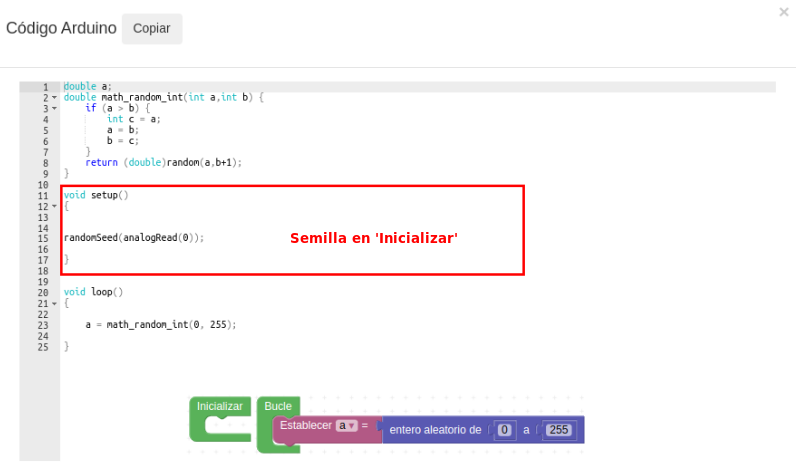 Código Arduino Copiar ×
1 double a;
2 double math_random_int(int a,int b) {
3 if (a > b) {
4 int c = a;
5 a = b;
6 b = c;
7 }
8 return (double)random(a,b+1);
9 }
10
11 void setup()
12 {
13
14
15 randomSeed(analogRead(0)); Semilla en 'Inicializar'
16
17 }
18
19
20 void loop()
21 {
22
23 a = math_random_int(0, 255);
24
25 }
Inicializar Bucle
Establecer a = entero aleatorio de 0 a 255